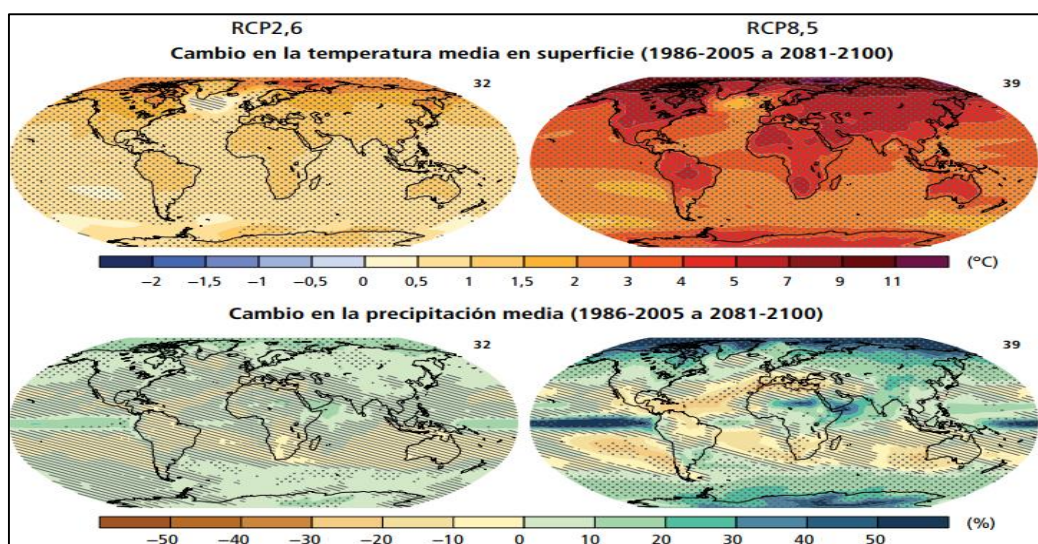 RCP2,6 RCP8,5
Cambio en la temperatura media en superficie (1986-2005 a 2081-2100)
32 39
−2 −1,5 −1 −0,5 0 0,5 1 1,5 2 3 4 5 7 9 11 (°C)
Cambio en la precipitación media (1986-2005 a 2081-2100)
32 39
−50 −40 −30 −20 −10 0 10 20 30 40 50 (%)